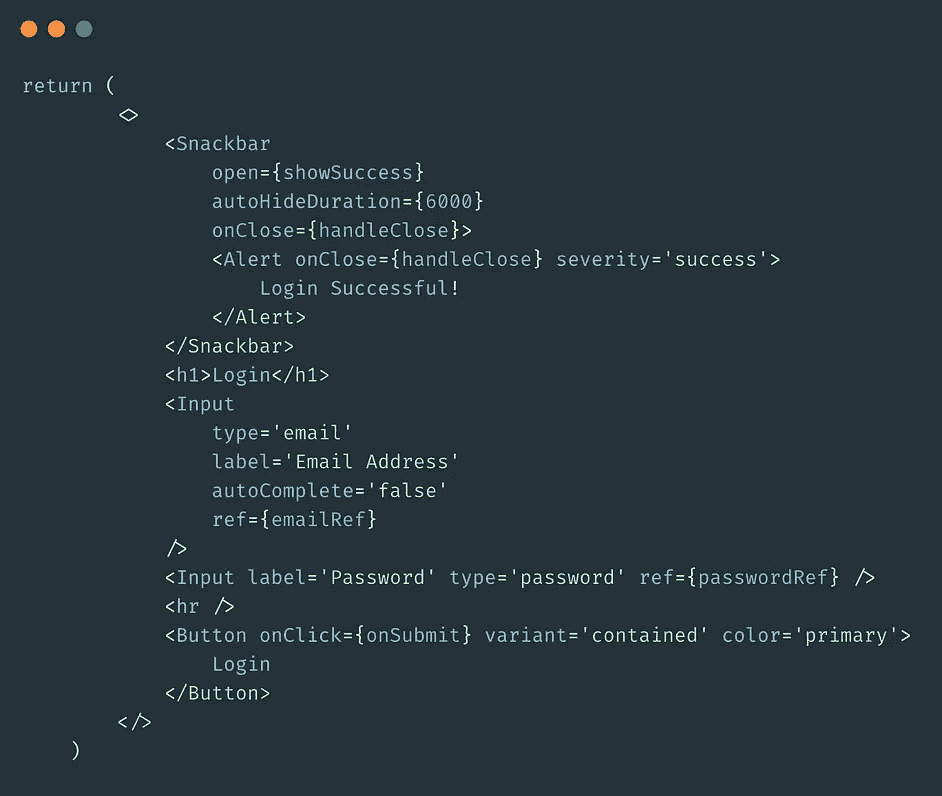 return (
<>
<Snackbar
open={showSuccess}
autoHideDuration={6000}
onClose={handleClose}>
<Alert onClose={handleClose} severity='success'>
Login Successful!
</Alert>
</Snackbar>
<h1>Login</h1>
<Input
type='email'
label='Email Address'
autoComplete='false'
ref={emailRef}
/>
<Input label='Password' type='password' ref={passwordRef} />
<hr />
<Button onClick={onSubmit} variant='contained' color='primary'>
Login
</Button>
</>
)